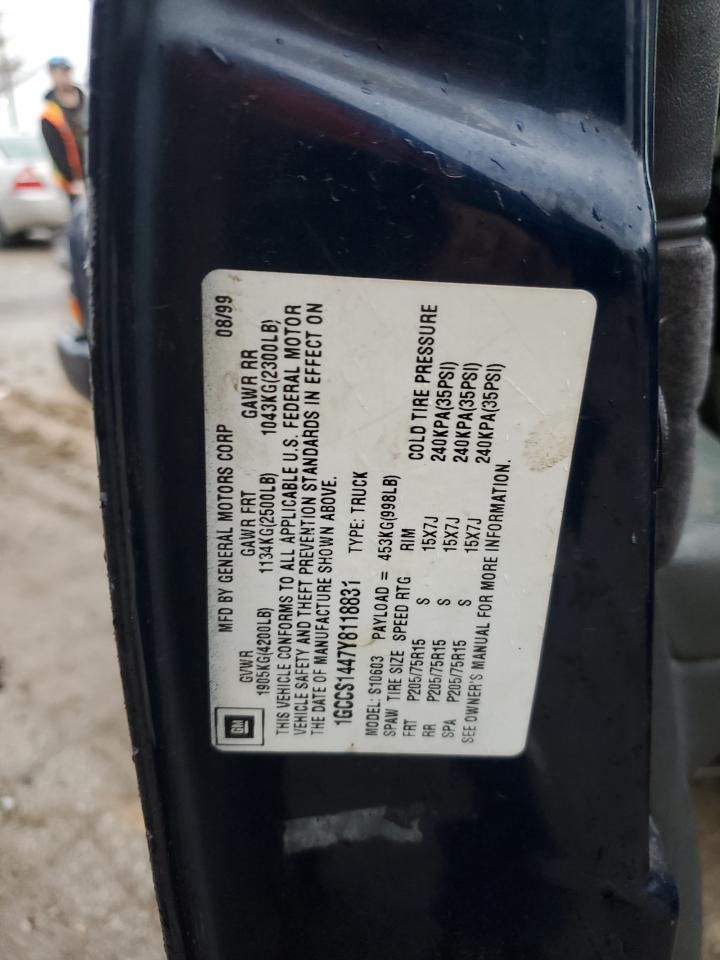 GM
MFD BY GENERAL MOTORS CORP 08/99
GVWR GAWR FRT GAWR RR
1905KG(4200LB) 1134KG(2500LB) 1043KG(2300LB)
THIS VEHICLE CONFORMS TO ALL APPLICABLE U.S. FEDERAL MOTOR
VEHICLE SAFETY AND THEFT PREVENTION STANDARDS IN EFFECT ON
THE DATE OF MANUFACTURE SHOWN ABOVE.
1GCCS1447Y8118831 TYPE: TRUCK
MODEL: S10603 PAYLOAD = 453KG(998LB)
SPAW TIRE SIZE SPEED RTG RIM COLD TIRE PRESSURE
FRT P205/75R15 S 15X7J 240KPA(35PSI)
RR P205/75R15 S 15X7J 240KPA(35PSI)
SPA P205/75R15 S 15X7J 240KPA(35PSI)
SEE OWNER'S MANUAL FOR MORE INFORMATION.